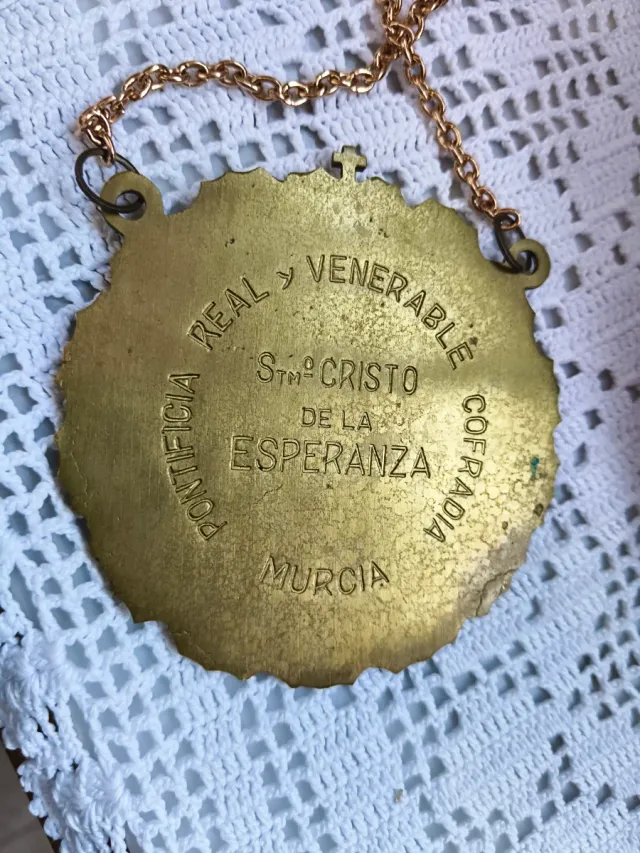 PONTIFICIA REAL y VENERABLE COFRADIA
STMº CRISTO
DE LA
ESPERANZA
MURCIA